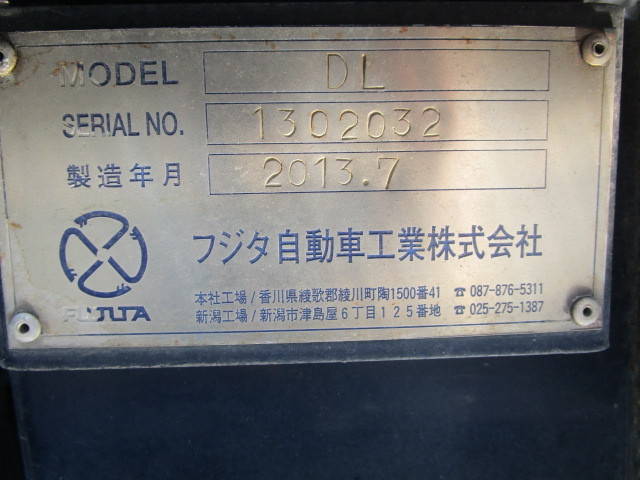 MODEL DL
SERIAL NO. 1302032
製造年月 2013.7
フジタ自動車工業株式会社
FUJITA
本社工場/香川県綾歌郡綾川町陶1500番41 ☎087-876-5311
新潟工場/新潟市津島屋6丁目125番地 ☎025-275-1387